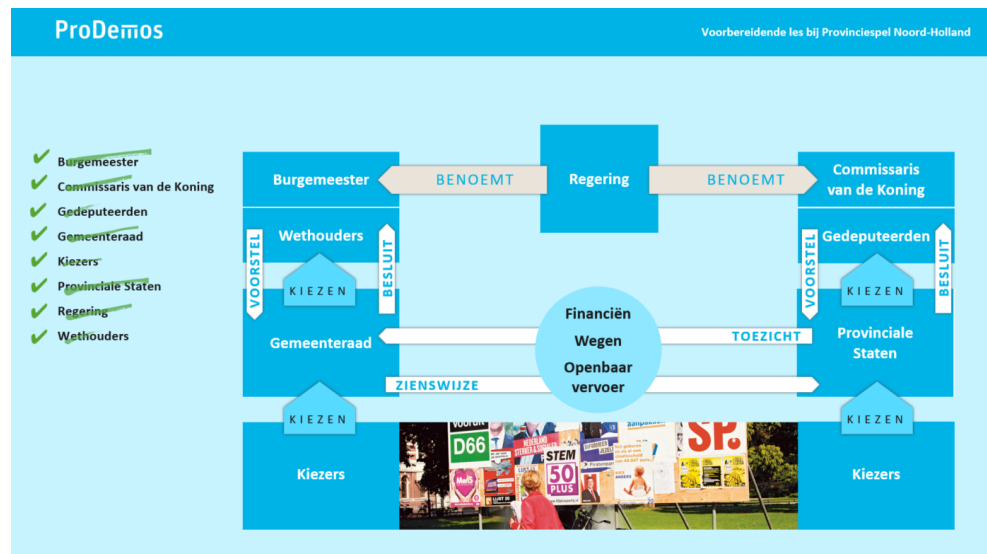 ProDemos
Voorbereidende les bij Provinciespel Noord-Holland
Burgemeester
Commissaris van de Koning
Gedeputeerden
Gemeenteraad
Kiezers
Provinciale Staten
Regering
Wethouders
Burgemeester
BENOEMT
Regering
BENOEMT
Commissaris
van de Koning
Wethouders
Gedeputeerden
VOORSTEL
BESLUIT
VOORSTEL
BESLUIT
KIEZEN
KIEZEN
Financiën
Wegen
Openbaar
vervoer
Gemeenteraad
TOEZICHT
Provinciale
Staten
ZIENSWIJZE
KIEZEN
KIEZEN
Kiezers
D66
NEDERLAND
STEM
50
PLUS
SP.
Kiezers